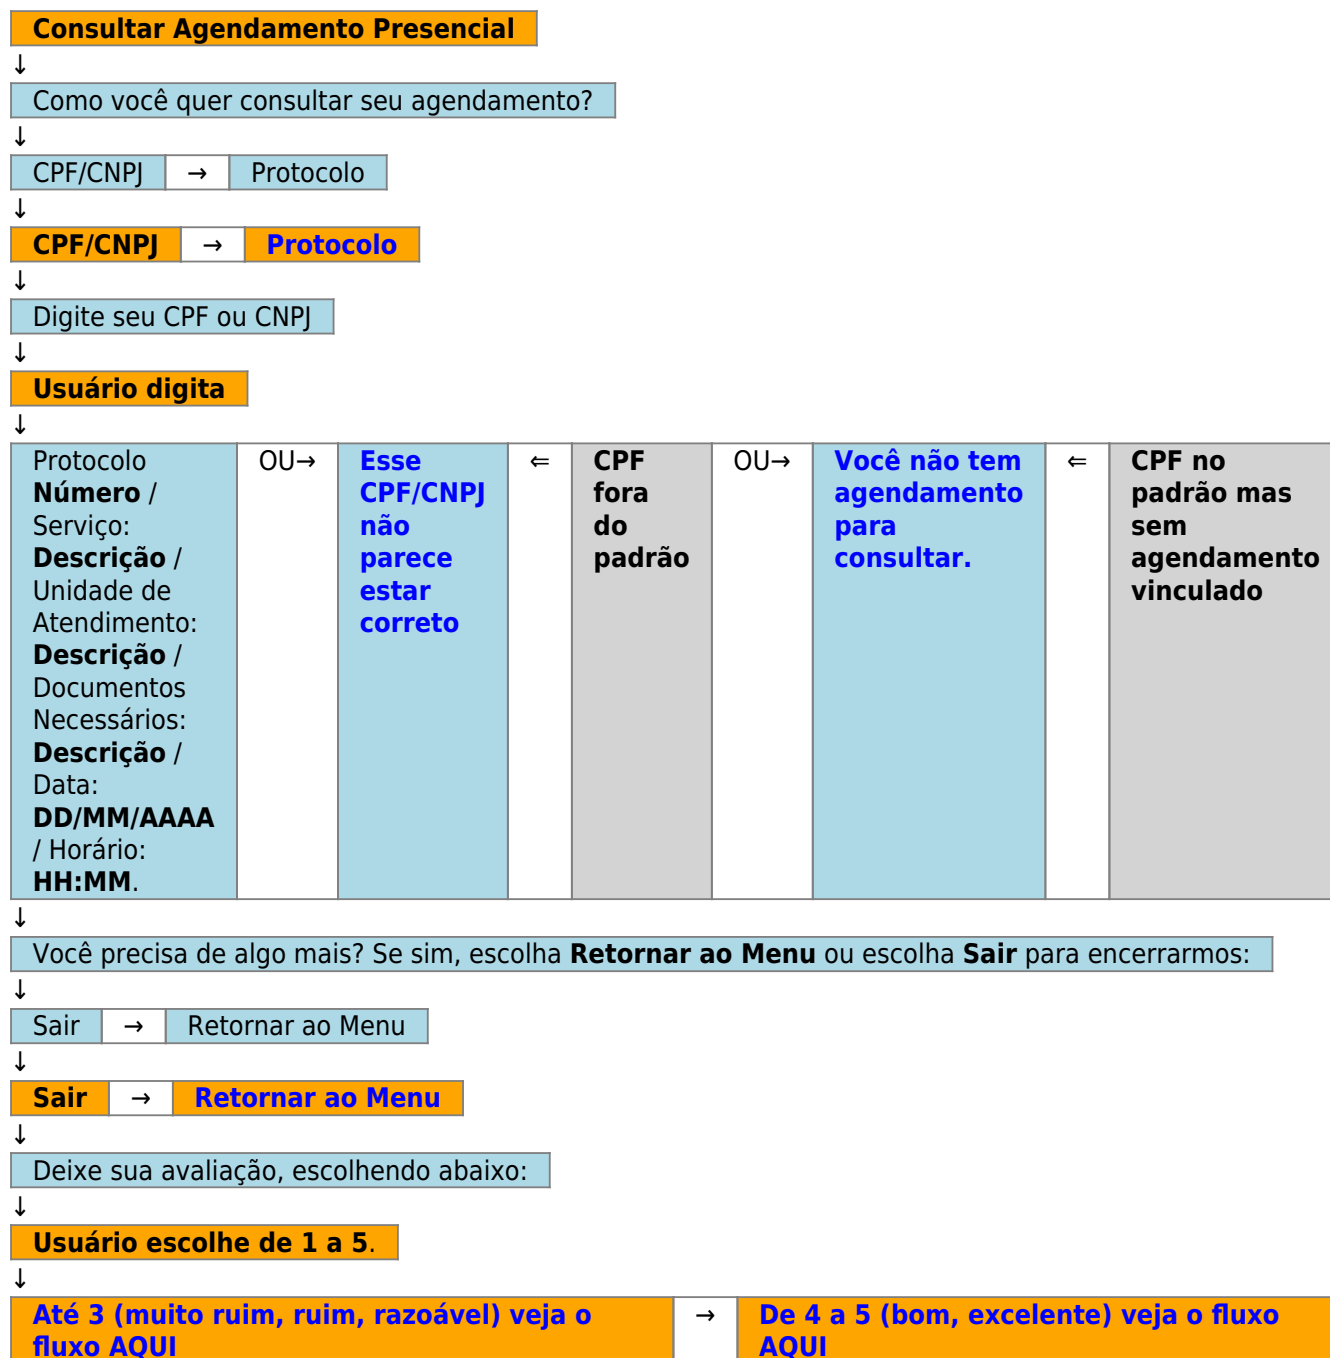 Consultar Agendamento Presencial
↓
Como você quer consultar seu agendamento?
↓
CPF/CNPJ → Protocolo
↓
CPF/CNPJ → Protocolo
↓
Digite seu CPF ou CNPJ
↓
Usuário digita
↓
Protocolo
Número /
Serviço:
Descrição /
Unidade de
Atendimento:
Descrição /
Documentos
Necessários:
Descrição /
Data:
DD/MM/AAAA
/ Horário:
HH:MM.
OU→
Esse
CPF/CNPJ
não
parece
estar
correto
⇐
CPF
fora
do
padrão
OU→
Você não tem
agendamento
para
consultar.
⇐
CPF no
padrão mas
sem
agendamento
vinculado
↓
Você precisa de algo mais? Se sim, escolha Retornar ao Menu ou escolha Sair para encerrarmos:
↓
Sair → Retornar ao Menu
↓
Sair → Retornar ao Menu
↓
Deixe sua avaliação, escolhendo abaixo:
↓
Usuário escolhe de 1 a 5.
↓
Até 3 (muito ruim, ruim, razoável) veja o
fluxo AQUI
→
De 4 a 5 (bom, excelente) veja o fluxo
AQUI